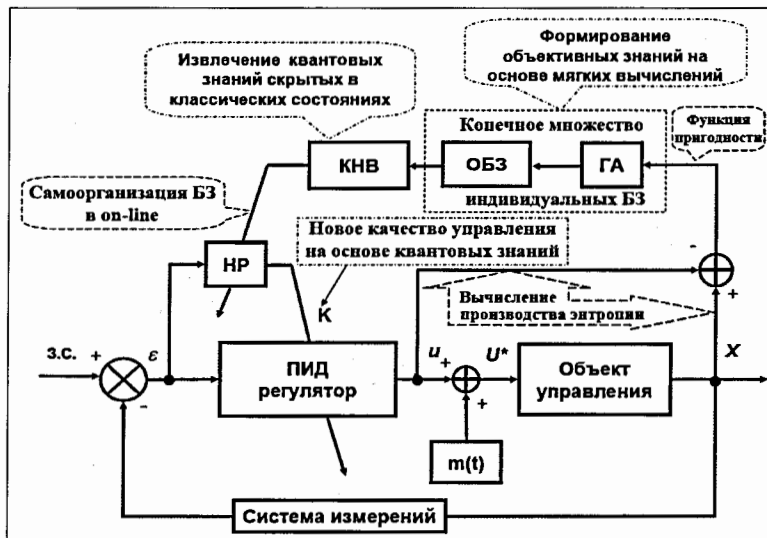 Извлечение квантовых
знаний скрытых в
классических состояниях
Формирование
объективных знаний на
основе мягких вычислений
Функция
пригодности
Конечное множество
КНВ
ОБЗ
ГА
индивидуальных БЗ
Самоорганизация БЗ
в on-line
Новое качество управления
на основе квантовых знаний
НР
K
-
+
Вычисление
производства энтропии
з.с.
+
-
ε
ПИД
регулятор
u
+
+
U*
Объект
управления
X
m(t)
Система измерений